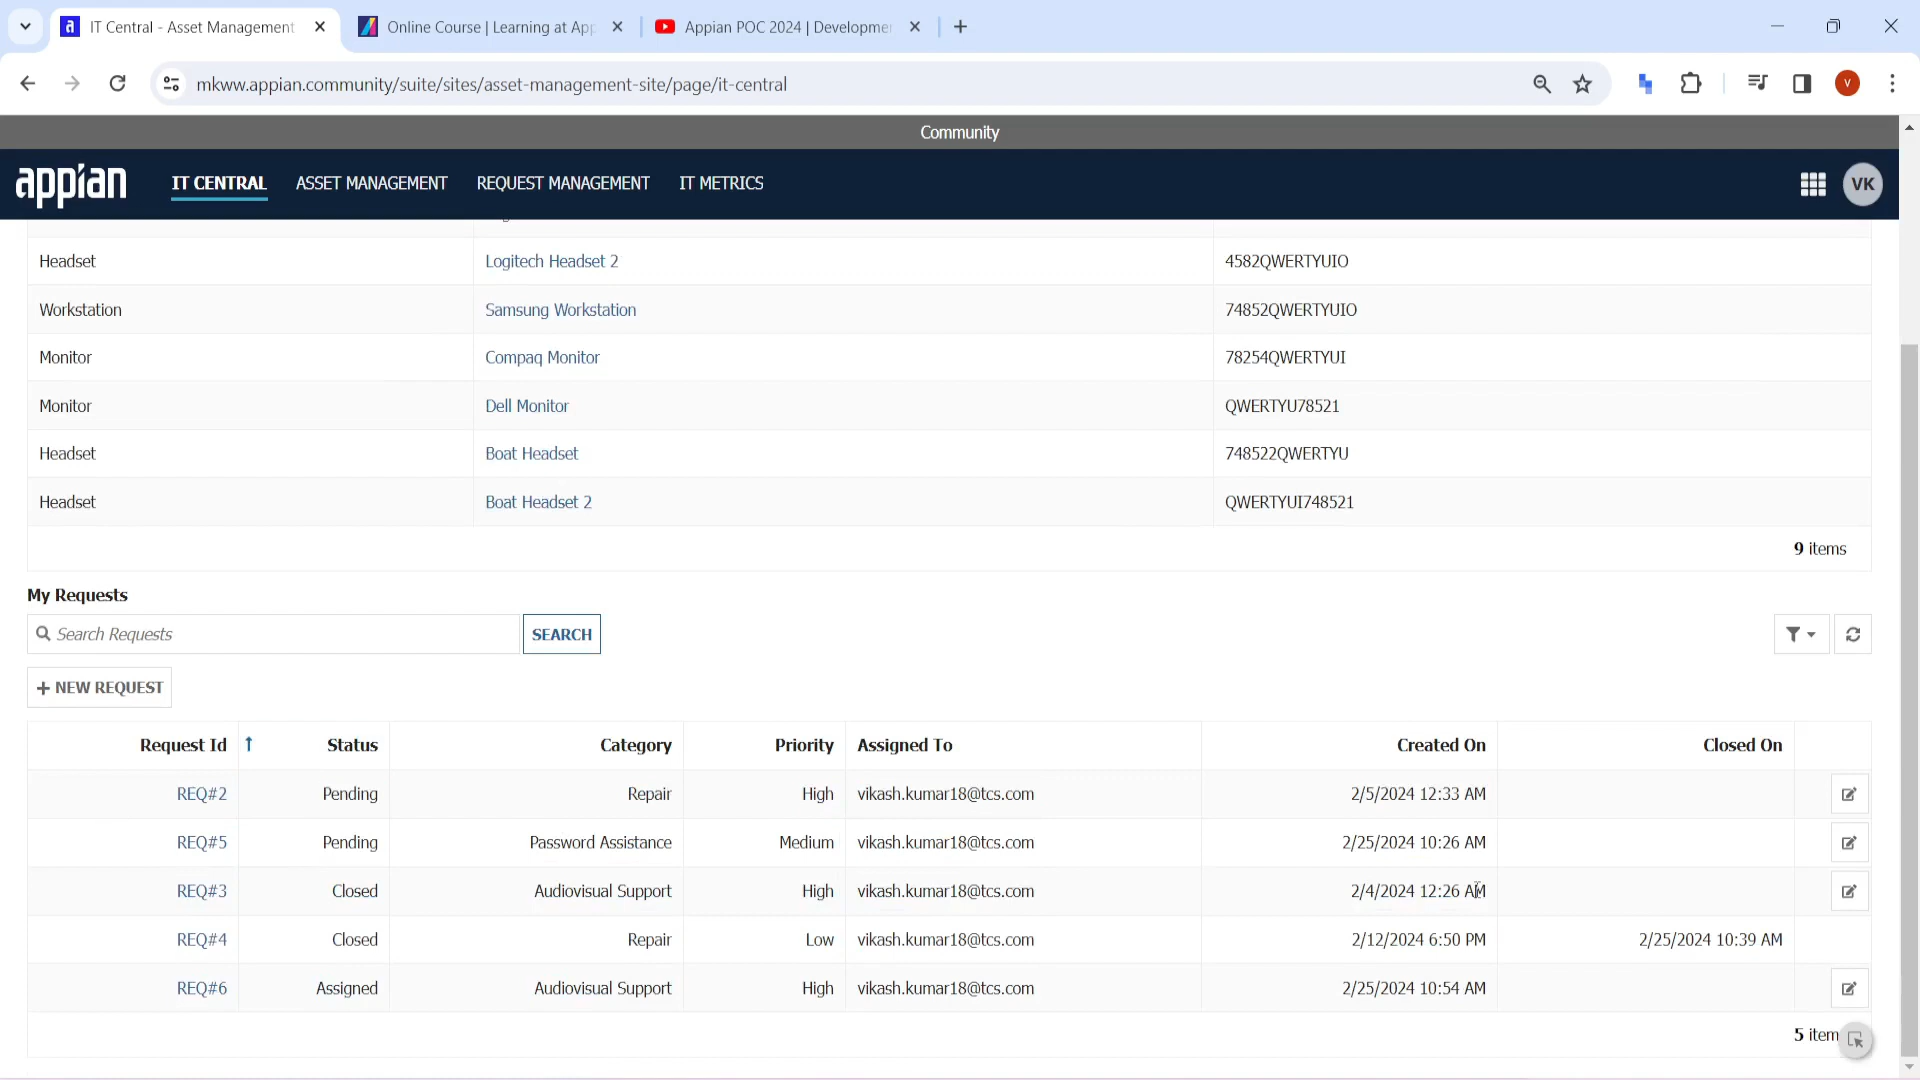 IT Central - Asset Management
Online Course | Learning at App
Appian POC 2024 | Developmen
mkww.appian.community/suite/sites/asset-management-site/page/it-central
V
Community
appian
IT CENTRAL
ASSET MANAGEMENT
REQUEST MANAGEMENT
IT METRICS
VK
Headset Logitech Headset 2 4582QWERTYUIO
Workstation Samsung Workstation 74852QWERTYUIO
Monitor Compaq Monitor 78254QWERTYUI
Monitor Dell Monitor QWERTYU78521
Headset Boat Headset 748522QWERTYU
Headset Boat Headset 2 QWERTYUI748521
9 items
My Requests
Search Requests
SEARCH
+ NEW REQUEST
Request Id ↑ Status Category Priority Assigned To Created On Closed On
REQ#2 Pending Repair High vikash.kumar18@tcs.com 2/5/2024 12:33 AM
REQ#5 Pending Password Assistance Medium vikash.kumar18@tcs.com 2/25/2024 10:26 AM
REQ#3 Closed Audiovisual Support High vikash.kumar18@tcs.com 2/4/2024 12:26 AM
REQ#4 Closed Repair Low vikash.kumar18@tcs.com 2/12/2024 6:50 PM 2/25/2024 10:39 AM
REQ#6 Assigned Audiovisual Support High vikash.kumar18@tcs.com 2/25/2024 10:54 AM
5 item